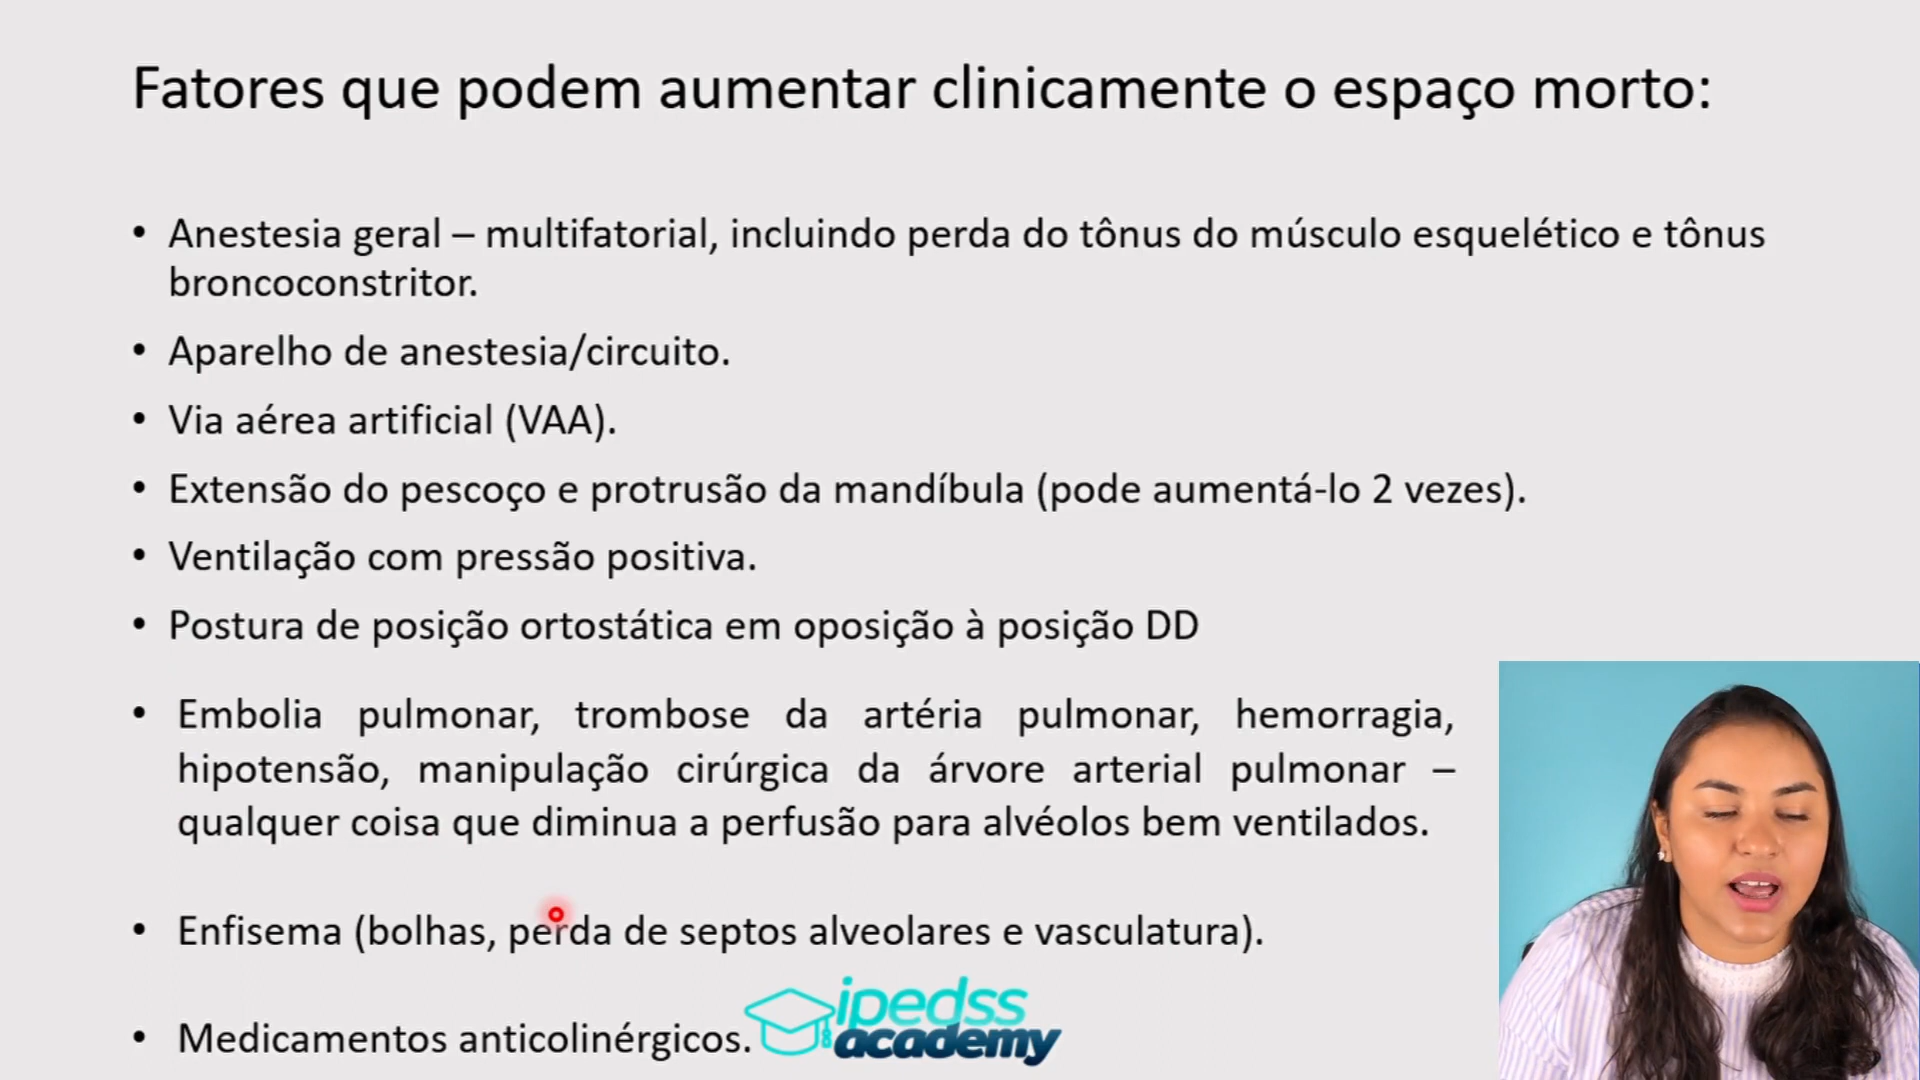 Fatores que podem aumentar clinicamente o espaço morto:
• Anestesia geral – multifatorial, incluindo perda do tônus do músculo esquelético e tônus
broncoconstritor.
• Aparelho de anestesia/circuito.
• Via aérea artificial (VAA).
• Extensão do pescoço e protrusão da mandíbula (pode aumentá-lo 2 vezes).
• Ventilação com pressão positiva.
• Postura de posição ortostática em oposição à posição DD
• Embolia pulmonar, trombose da artéria pulmonar, hemorragia,
hipotensão, manipulação cirúrgica da árvore arterial pulmonar –
qualquer coisa que diminua a perfusão para alvéolos bem ventilados.
• Enfisema (bolhas, perda de septos alveolares e vasculatura).
• Medicamentos anticolinérgicos.
ipedss
academy